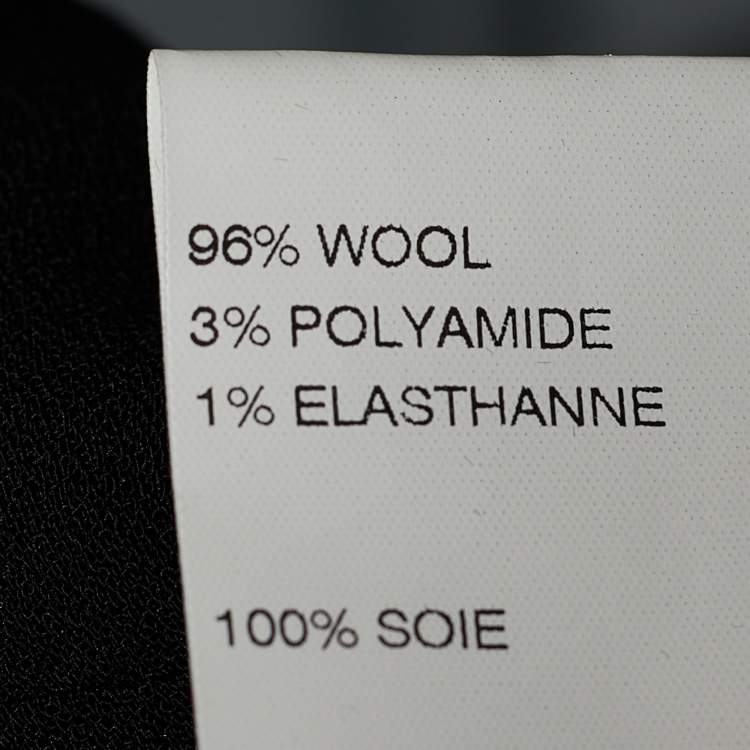 96% WOOL
3% POLYAMIDE
1% ELASTHANNE
100% SOIE